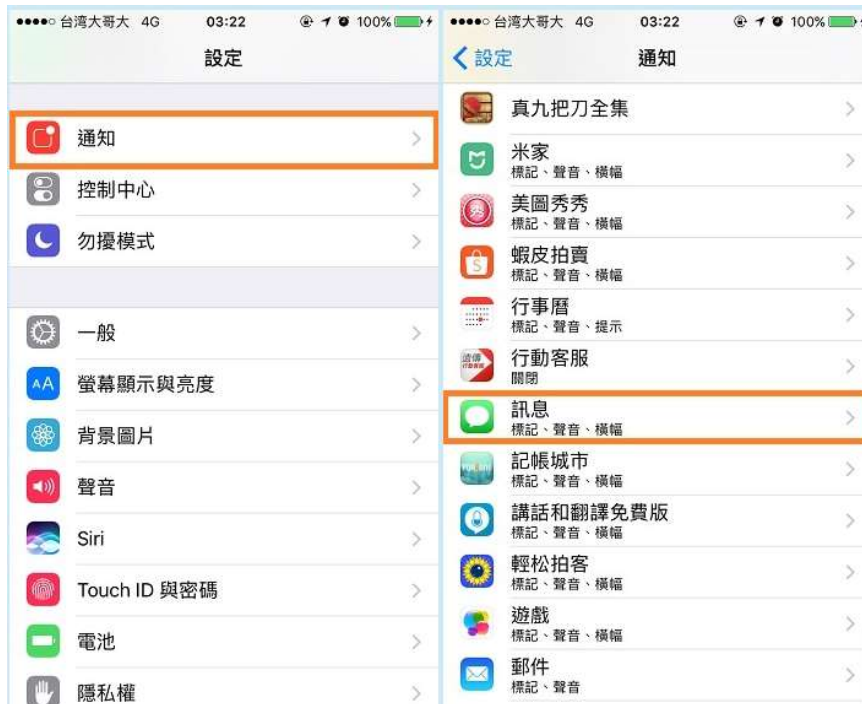 台湾大哥大 4G 03:22 100%
設定
通知
控制中心
勿擾模式
一般
AA 螢幕顯示與亮度
背景圖片
聲音
Siri
Touch ID 與密碼
電池
隱私權
台湾大哥大 4G 03:22 100%
設定 通知
真九把刀全集
米家
標記、聲音、橫幅
秀 美圖秀秀
標記、聲音、橫幅
S 蝦皮拍賣
標記、聲音、橫幅
行事曆
標記、聲音、提示
遠傳
行動客服
行動客服
關閉
訊息
標記、聲音、橫幅
記帳城市
標記、聲音、橫幅
講話和翻譯免費版
標記、聲音、橫幅
輕松拍客
標記、聲音、橫幅
遊戲
標記、聲音、橫幅
郵件
標記、聲音